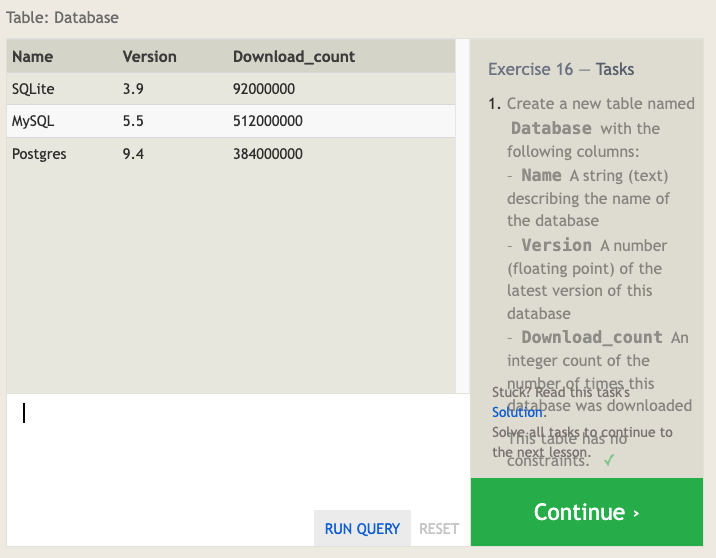 Table: Database
Name Version Download_count
SQLite 3.9 92000000
MySQL 5.5 512000000
Postgres 9.4 384000000
RUN QUERY RESET
Exercise 16 — Tasks
1. Create a new table named
Database with the
following columns:
- Name A string (text)
describing the name of
the database
- Version A number
(floating point) of the
latest version of this
database
- Download_count An
integer count of the
number of times this
database was downloaded
This table has no
constraints. ✓
Stuck? Read this task's
Solution.
Solve all tasks to continue to
the next lesson.
Continue ›